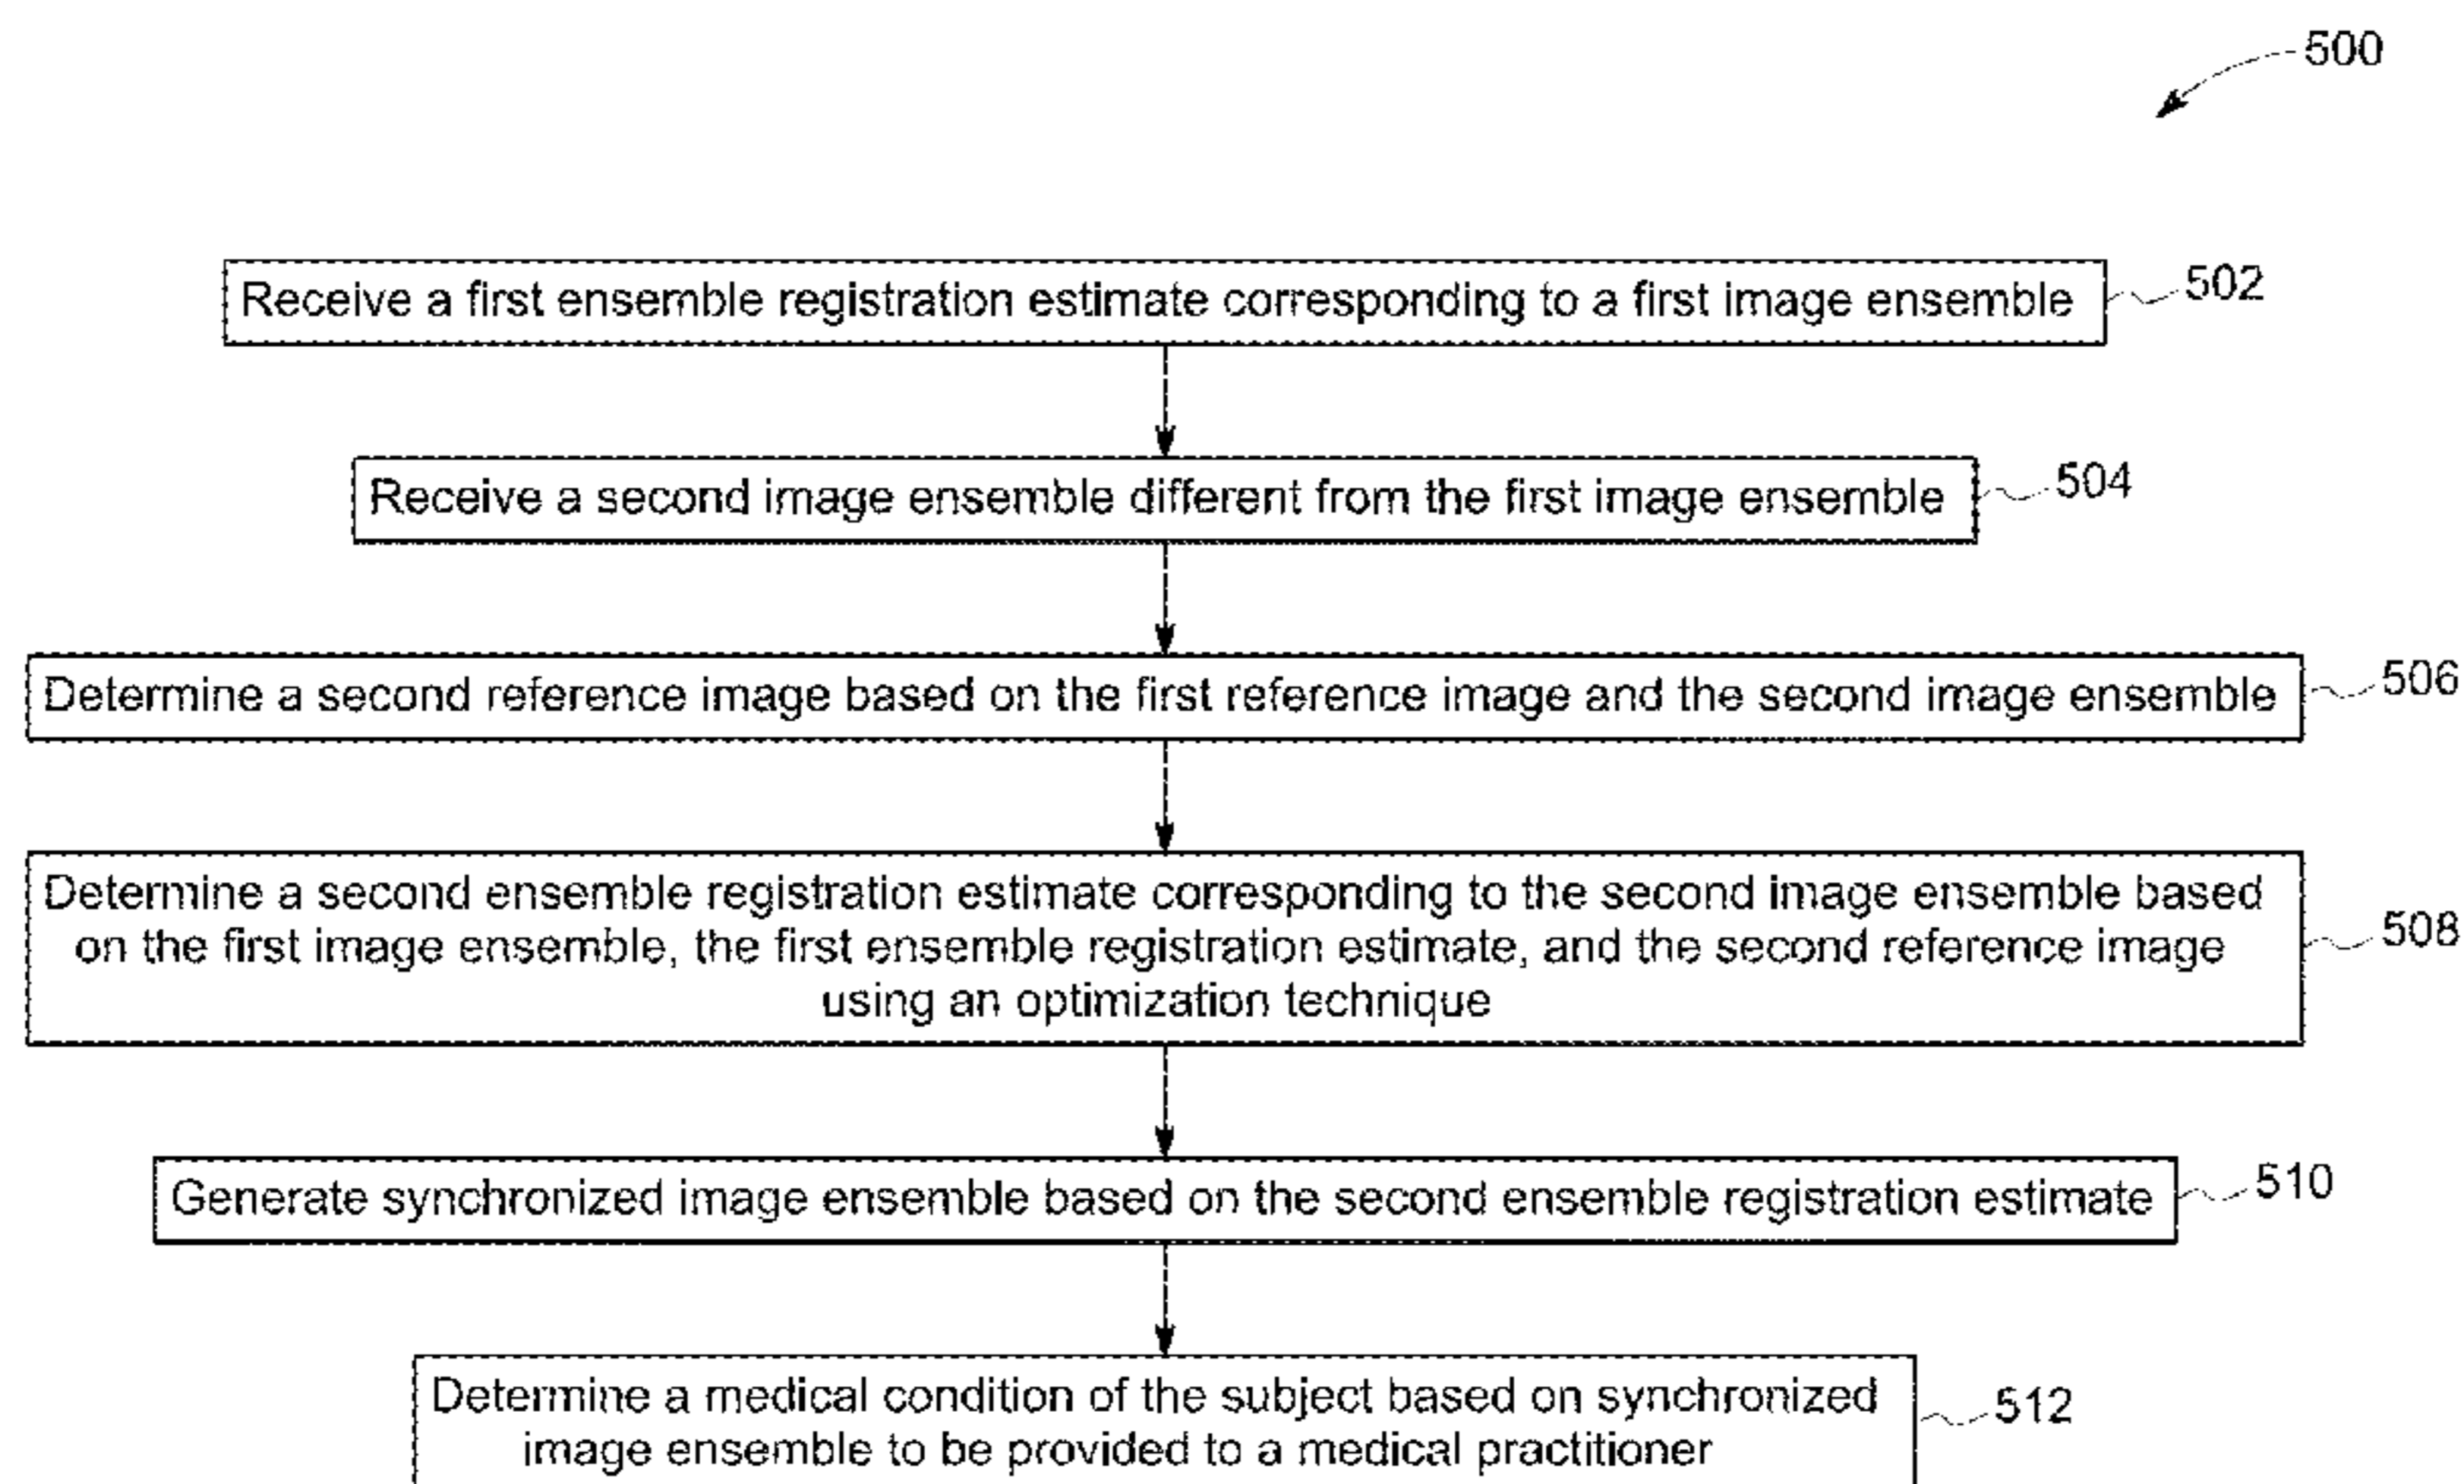 500
Receive a first ensemble registration estimate corresponding to a first image ensemble
502
Receive a second image ensemble different from the first image ensemble
504
Determine a second reference image based on the first reference image and the second image ensemble
506
Determine a second ensemble registration estimate corresponding to the second image ensemble based
on the first image ensemble, the first ensemble registration estimate, and the second reference image
using an optimization technique
508
Generate synchronized image ensemble based on the second ensemble registration estimate
510
Determine a medical condition of the subject based on synchronized
image ensemble to be provided to a medical practitioner
512